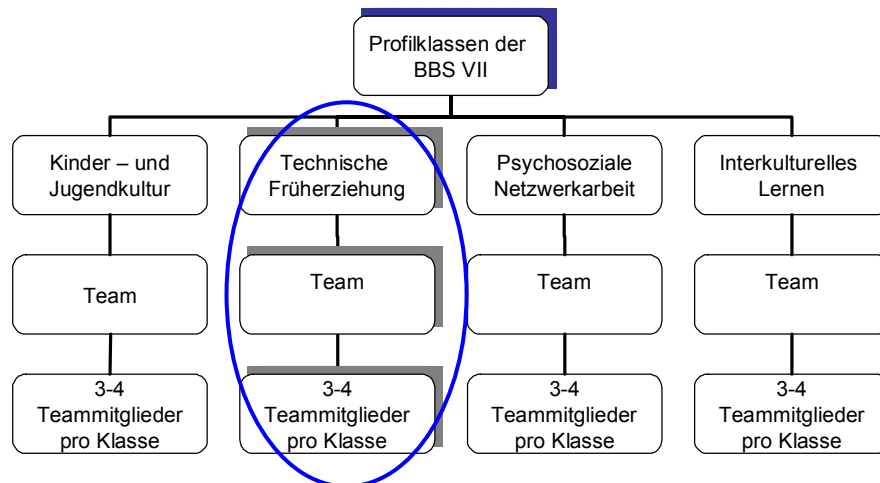 Profilklassen der
BBS VII
Kinder – und
Jugendkultur
Technische
Früherziehung
Psychosoziale
Netzwerkarbeit
Interkulturelles
Lernen
Team
Team
Team
Team
3-4
Teammitglieder
pro Klasse
3-4
Teammitglieder
pro Klasse
3-4
Teammitglieder
pro Klasse
3-4
Teammitglieder
pro Klasse